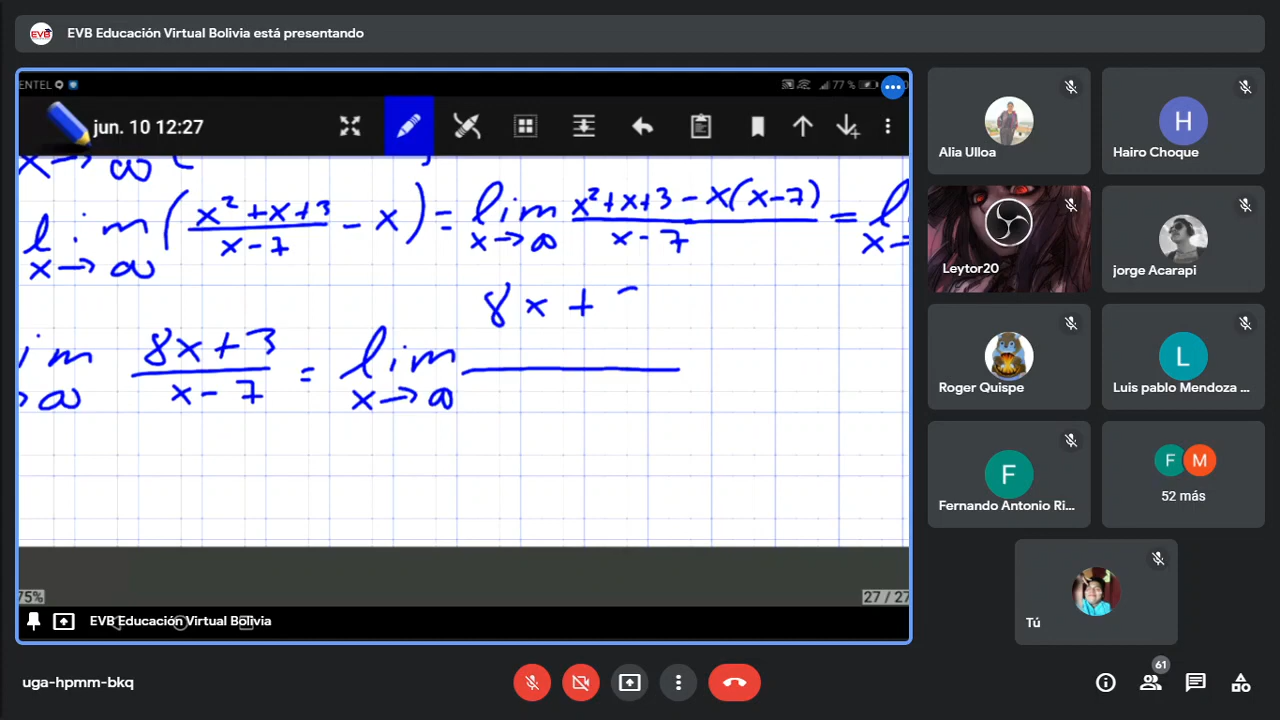 EVB Educación Virtual Bolivia está presentando
ENTEL 77 %
jun. 10 12:27
x→∞
lim x→∞ ( x² + x + 3 / x - 7 - x ) = lim x→∞ x² + x + 3 - x(x - 7) / x - 7 = l
x→
8x +
im →∞ 8x + 3 / x - 7 = lim x→∞
75%
27 / 27
EVB Educación Virtual Bolivia
Alia Ulloa
H
Hairo Choque
Leytor20
jorge Acarapi
Roger Quispe
L
Luis pablo Mendoza ...
F
Fernando Antonio Ri...
F M
52 más
Tú
uga-hpmm-bkq
61